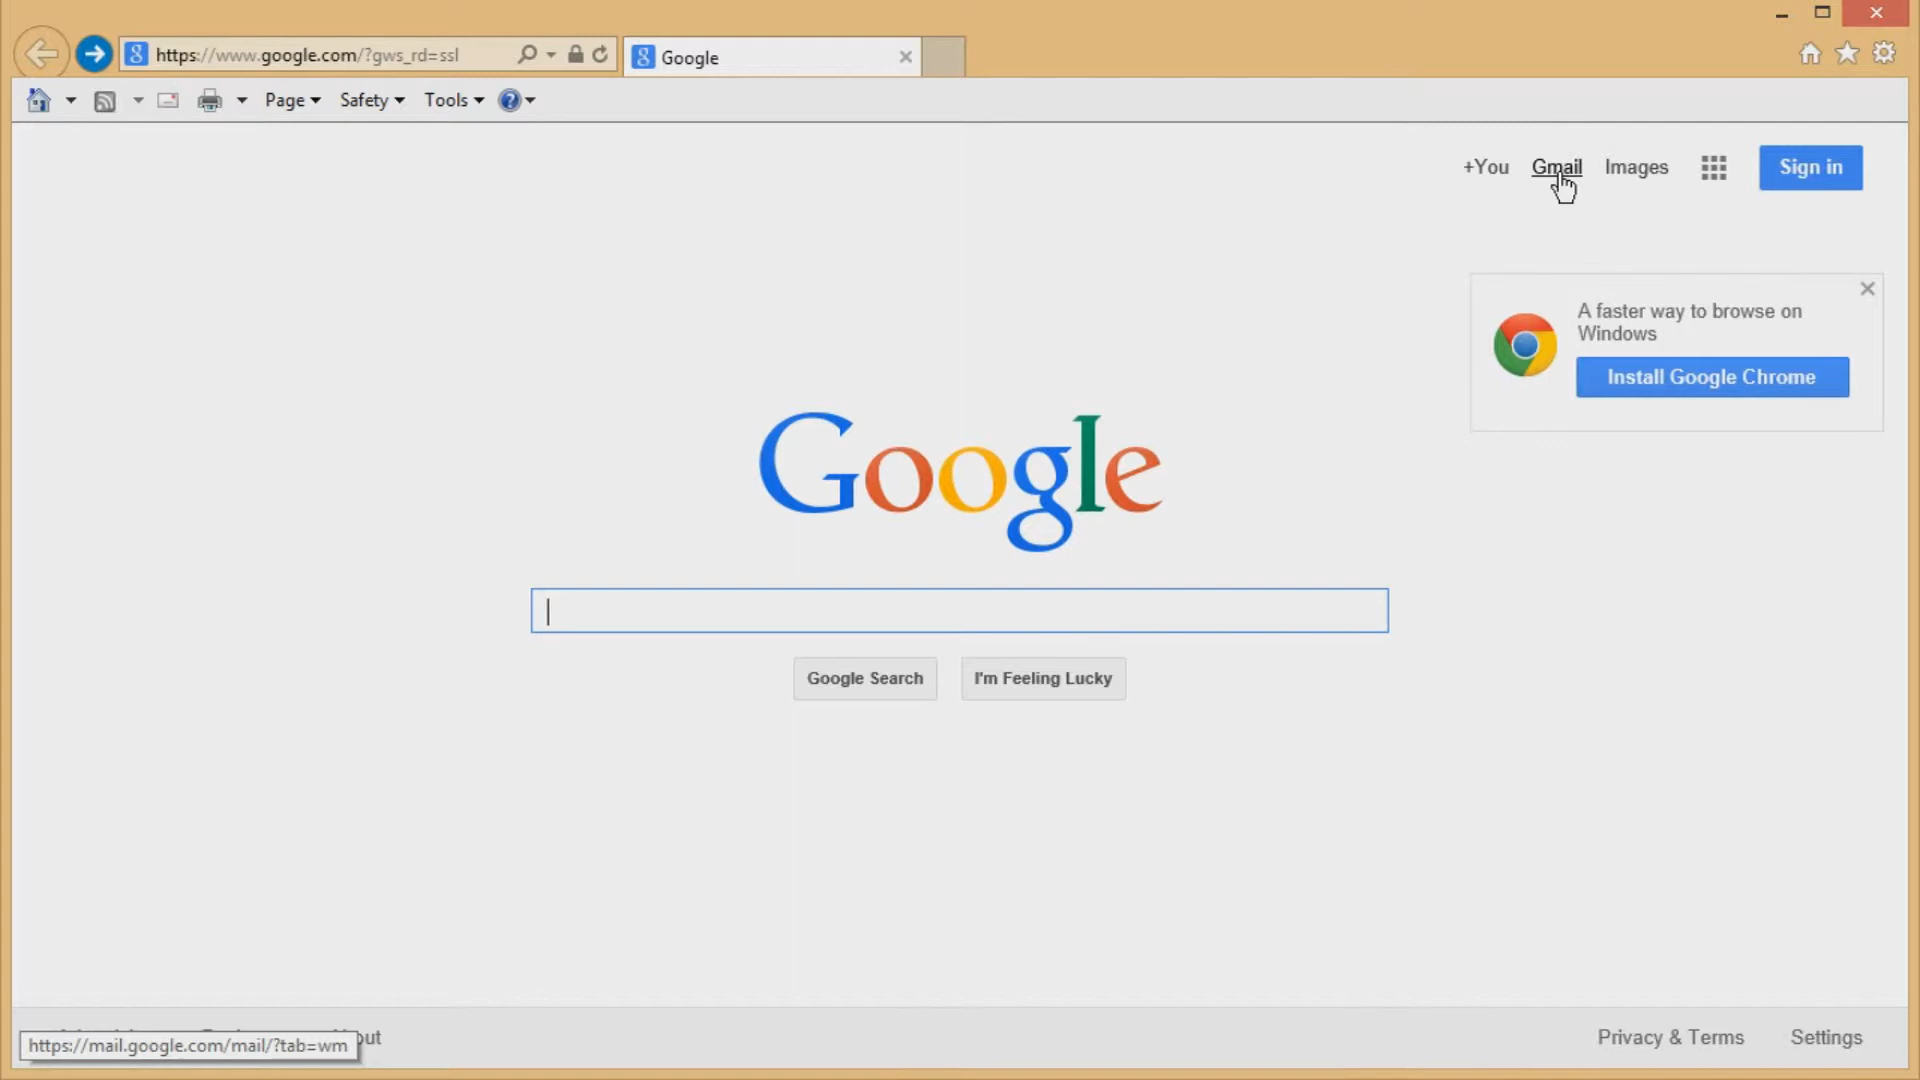 https://www.google.com/?gws_rd=ssl
Google
Page
Safety
Tools
+You Gmail Images Sign in
A faster way to browse on
Windows
Install Google Chrome
Google
Google Search I'm Feeling Lucky
https://mail.google.com/mail/?tab=wm
Privacy & Terms Settings